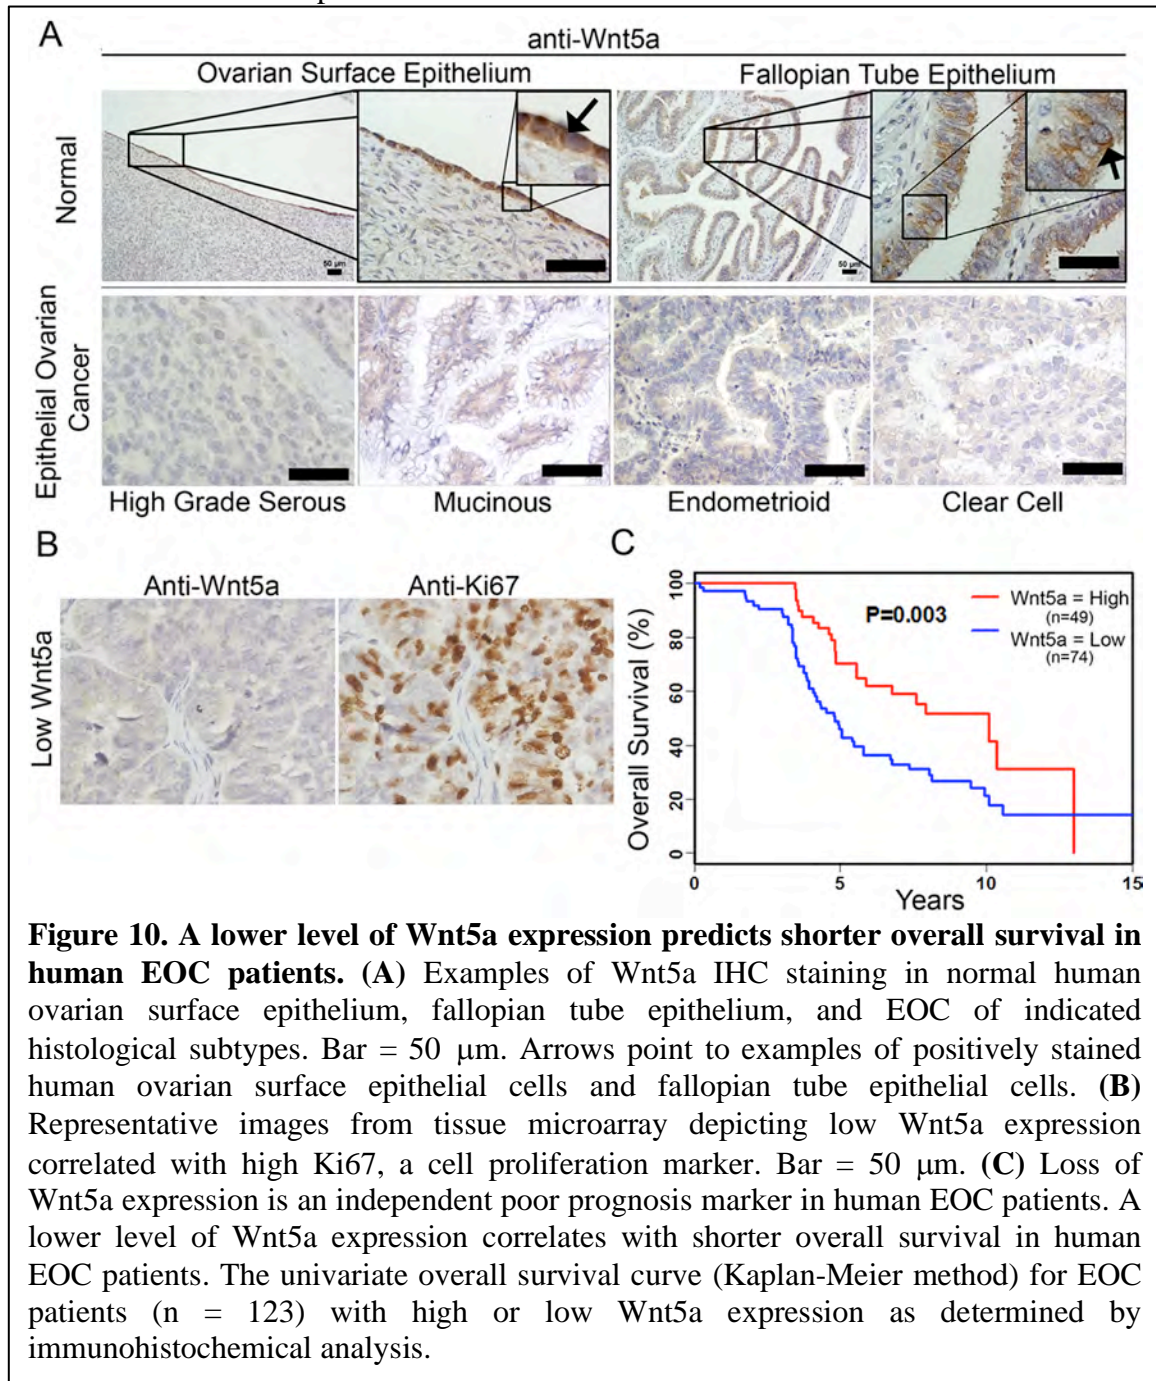 A
anti-Wnt5a
Ovarian Surface Epithelium
Fallopian Tube Epithelium
Normal
50 μm
50 μm
Epithelial Ovarian
Cancer
High Grade Serous
Mucinous
Endometrioid
Clear Cell
B
Anti-Wnt5a
Anti-Ki67
Low Wnt5a
C
Overall Survival (%)
100
80
60
40
20
0
P=0.003
Wnt5a = High
(n=49)
Wnt5a = Low
(n=74)
0 5 10 15
Years
Figure 10. A lower level of Wnt5a expression predicts shorter overall survival in
human EOC patients. (A) Examples of Wnt5a IHC staining in normal human
ovarian surface epithelium, fallopian tube epithelium, and EOC of indicated
histological subtypes. Bar = 50 μm. Arrows point to examples of positively stained
human ovarian surface epithelial cells and fallopian tube epithelial cells. (B)
Representative images from tissue microarray depicting low Wnt5a expression
correlated with high Ki67, a cell proliferation marker. Bar = 50 μm. (C) Loss of
Wnt5a expression is an independent poor prognosis marker in human EOC patients. A
lower level of Wnt5a expression correlates with shorter overall survival in human
EOC patients. The univariate overall survival curve (Kaplan-Meier method) for EOC
patients (n = 123) with high or low Wnt5a expression as determined by
immunohistochemical analysis.